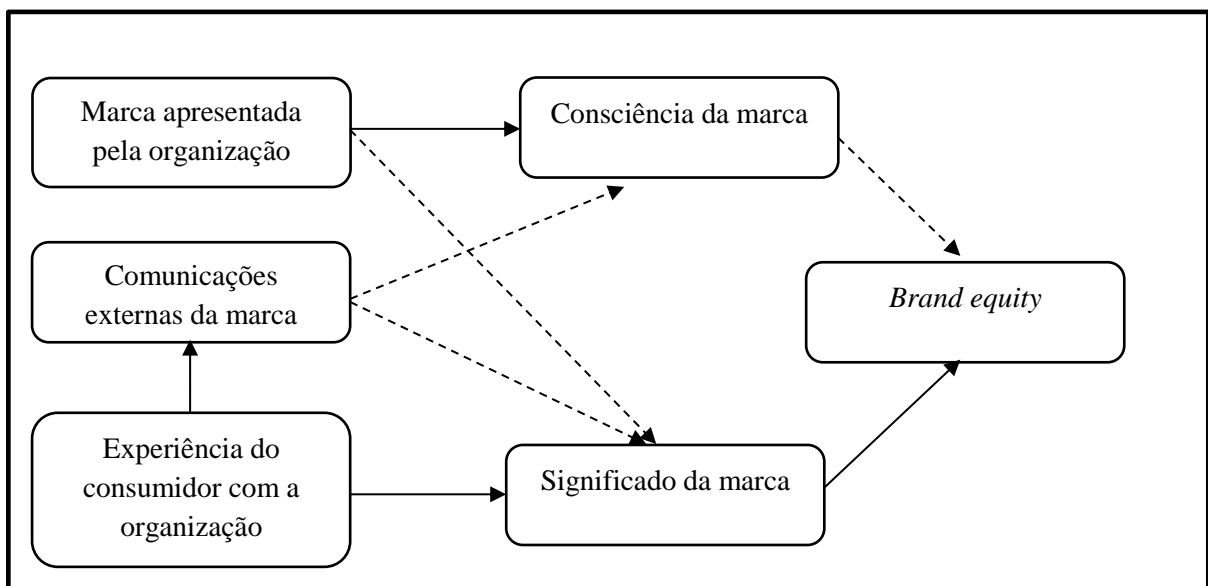 Marca apresentada
pela organização
Consciência da marca
Comunicações
externas da marca
Brand equity
Experiência do
consumidor com a
organização
Significado da marca